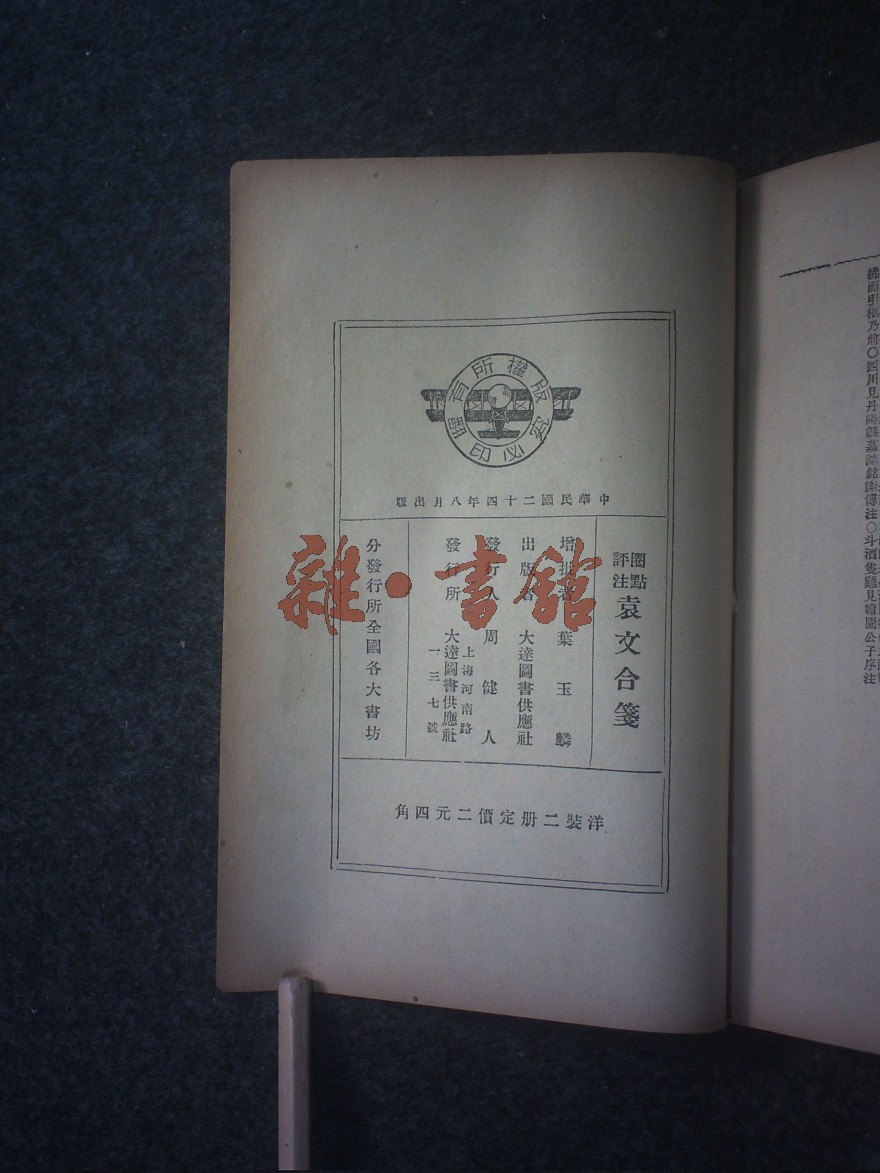 版權所有
翻印必究
中華民國二十四年八月出版
圈點
評注
袁文合箋
增批者 葉玉麟
出版者 大達圖書供應社
發行人 周健人
發行所 大達圖書供應社
上海河南路
一三七號
分發行所全國各大書坊
洋裝二册定價二元四角
雜·書館